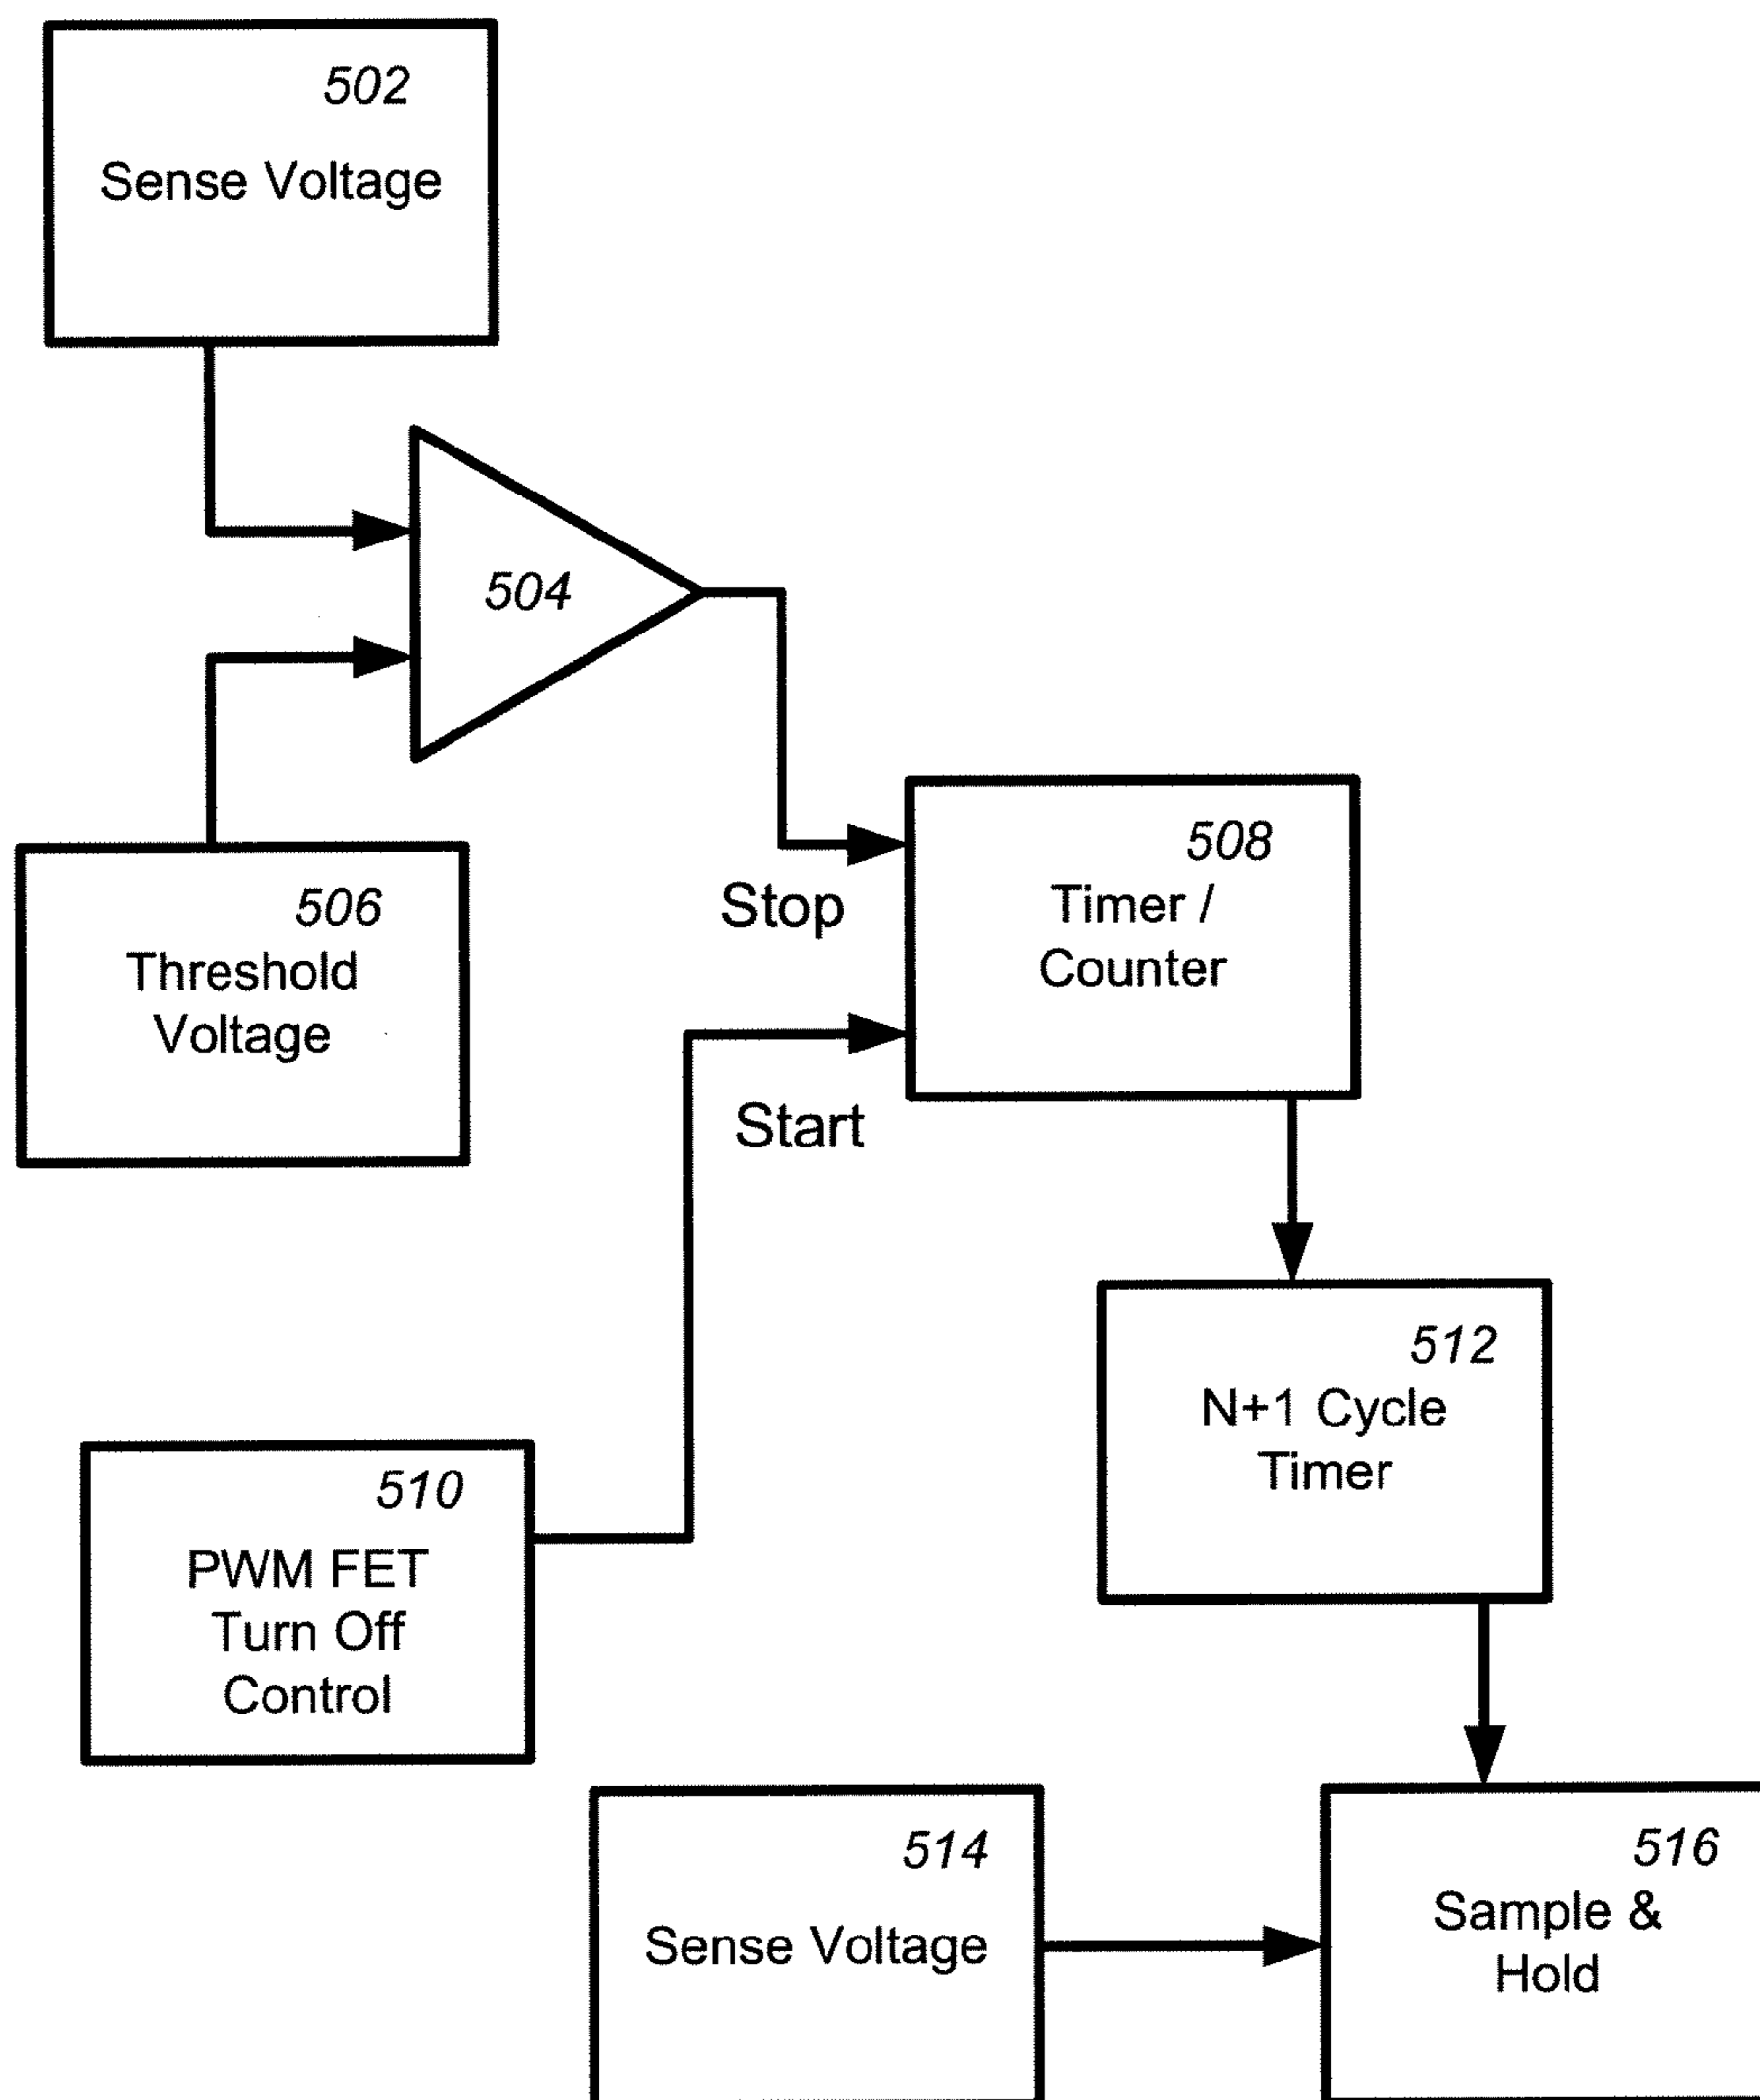 502
Sense Voltage
504
506
Threshold
Voltage
Stop
508
Timer /
Counter
Start
512
N+1 Cycle
Timer
510
PWM FET
Turn Off
Control
514
Sense Voltage
516
Sample &
Hold